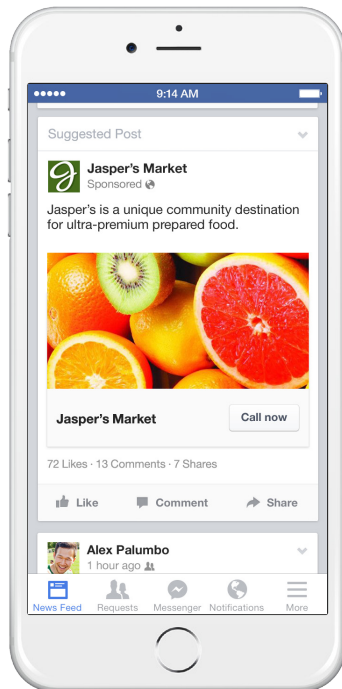 9:14 AM
Suggested Post
Jasper's Market
Sponsored
Jasper's is a unique community destination
for ultra-premium prepared food.
Jasper's Market
Call now
72 Likes · 13 Comments · 7 Shares
Like Comment Share
Alex Palumbo
1 hour ago
News Feed Requests Messenger Notifications More